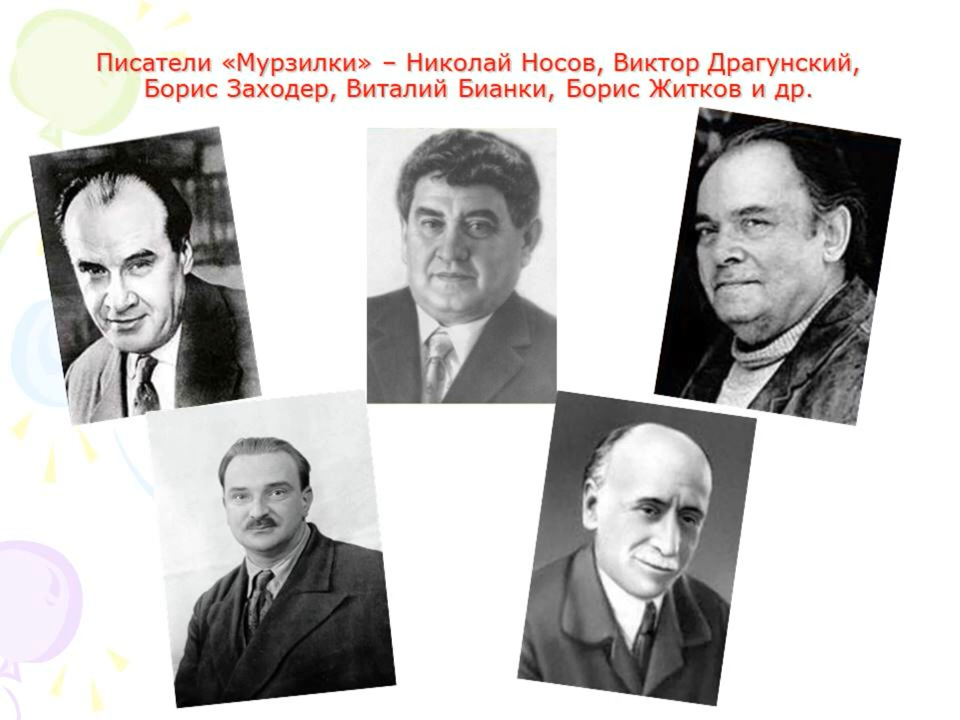 Писатели «Мурзилки» – Николай Носов, Виктор Драгунский,
Борис Заходер, Виталий Бианки, Борис Житков и др.